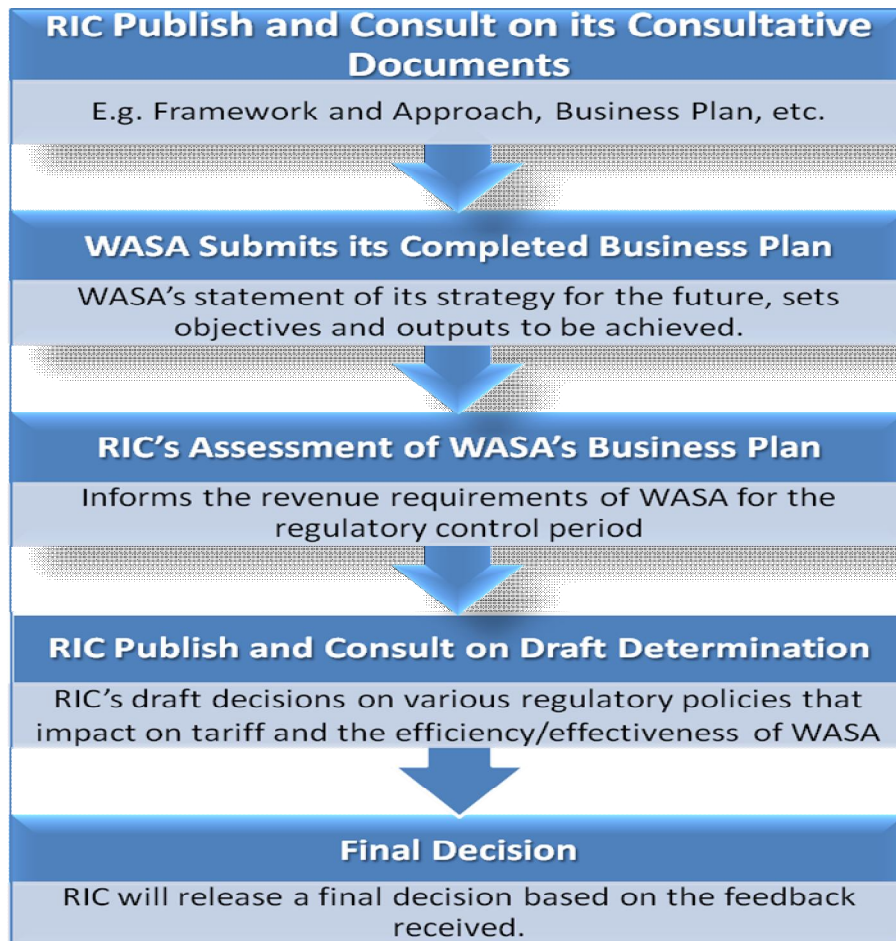 RIC Publish and Consult on its Consultative
Documents
E.g. Framework and Approach, Business Plan, etc.
WASA Submits its Completed Business Plan
WASA's statement of its strategy for the future, sets
objectives and outputs to be achieved.
RIC's Assessment of WASA's Business Plan
Informs the revenue requirements of WASA for the
regulatory control period
RIC Publish and Consult on Draft Determination
RIC's draft decisions on various regulatory policies that
impact on tariff and the efficiency/effectiveness of WASA
Final Decision
RIC will release a final decision based on the feedback
received.